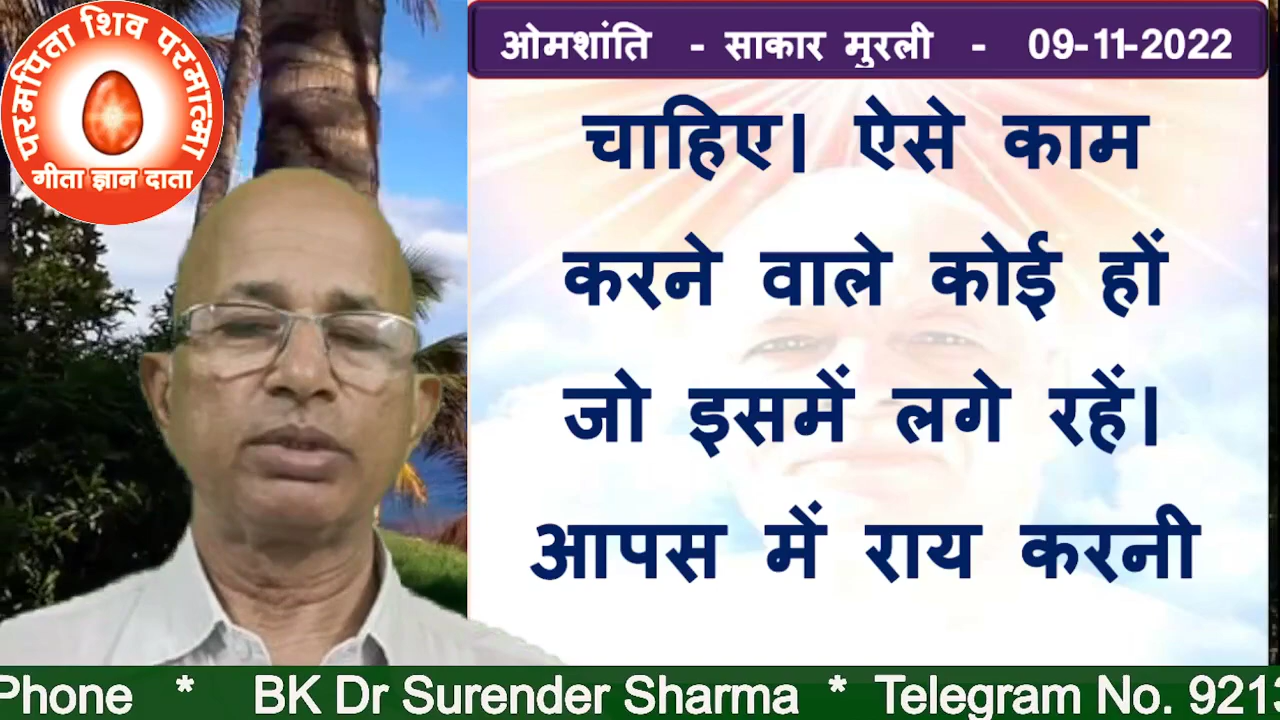 परमपिता शिव परमात्मा
गीता ज्ञान दाता
ओमशांति - साकार मुरली - 09-11-2022
चाहिए। ऐसे काम
करने वाले कोई हों
जो इसमें लगे रहें।
आपस में राय करनी
Phone * BK Dr Surender Sharma * Telegram No. 9213